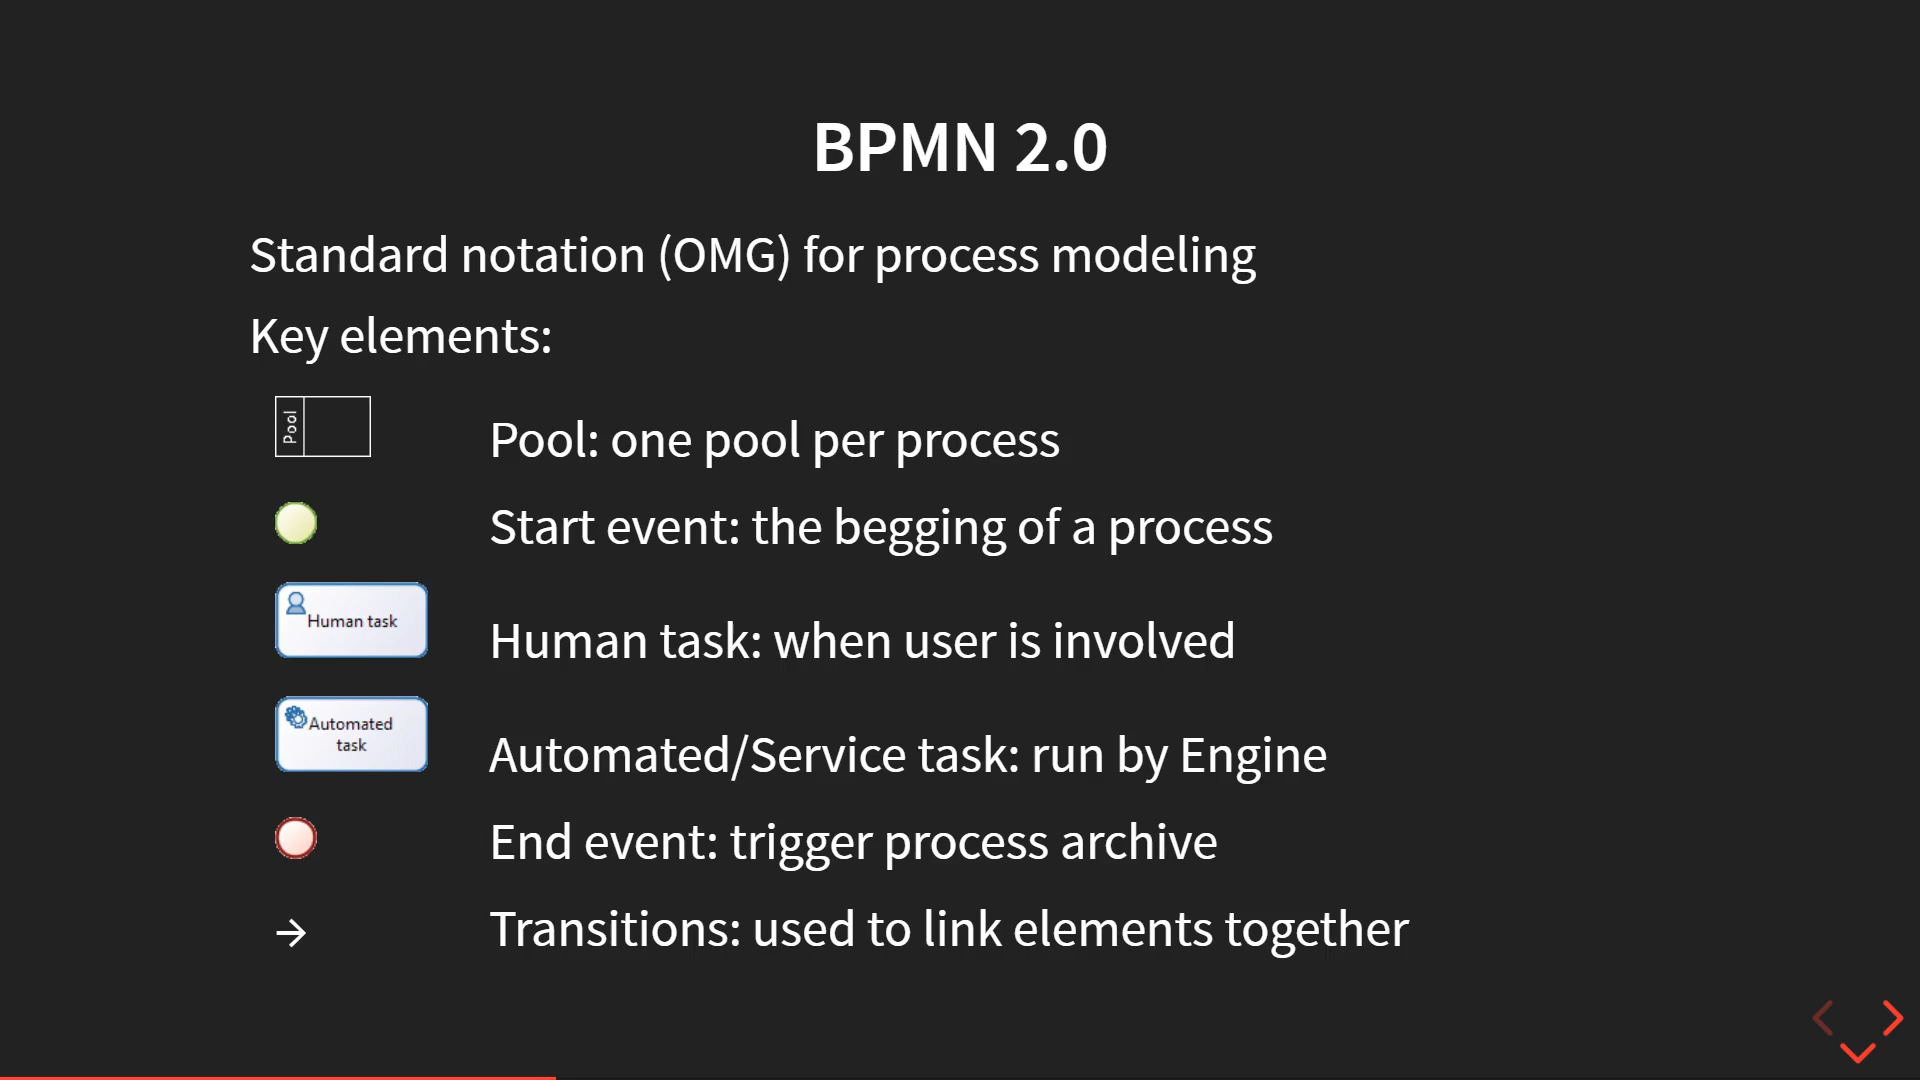 BPMN 2.0
Standard notation (OMG) for process modeling
Key elements:
Pool
Pool: one pool per process
Start event: the begging of a process
Human task
Human task: when user is involved
Automated
task
Automated/Service task: run by Engine
End event: trigger process archive
→
Transitions: used to link elements together